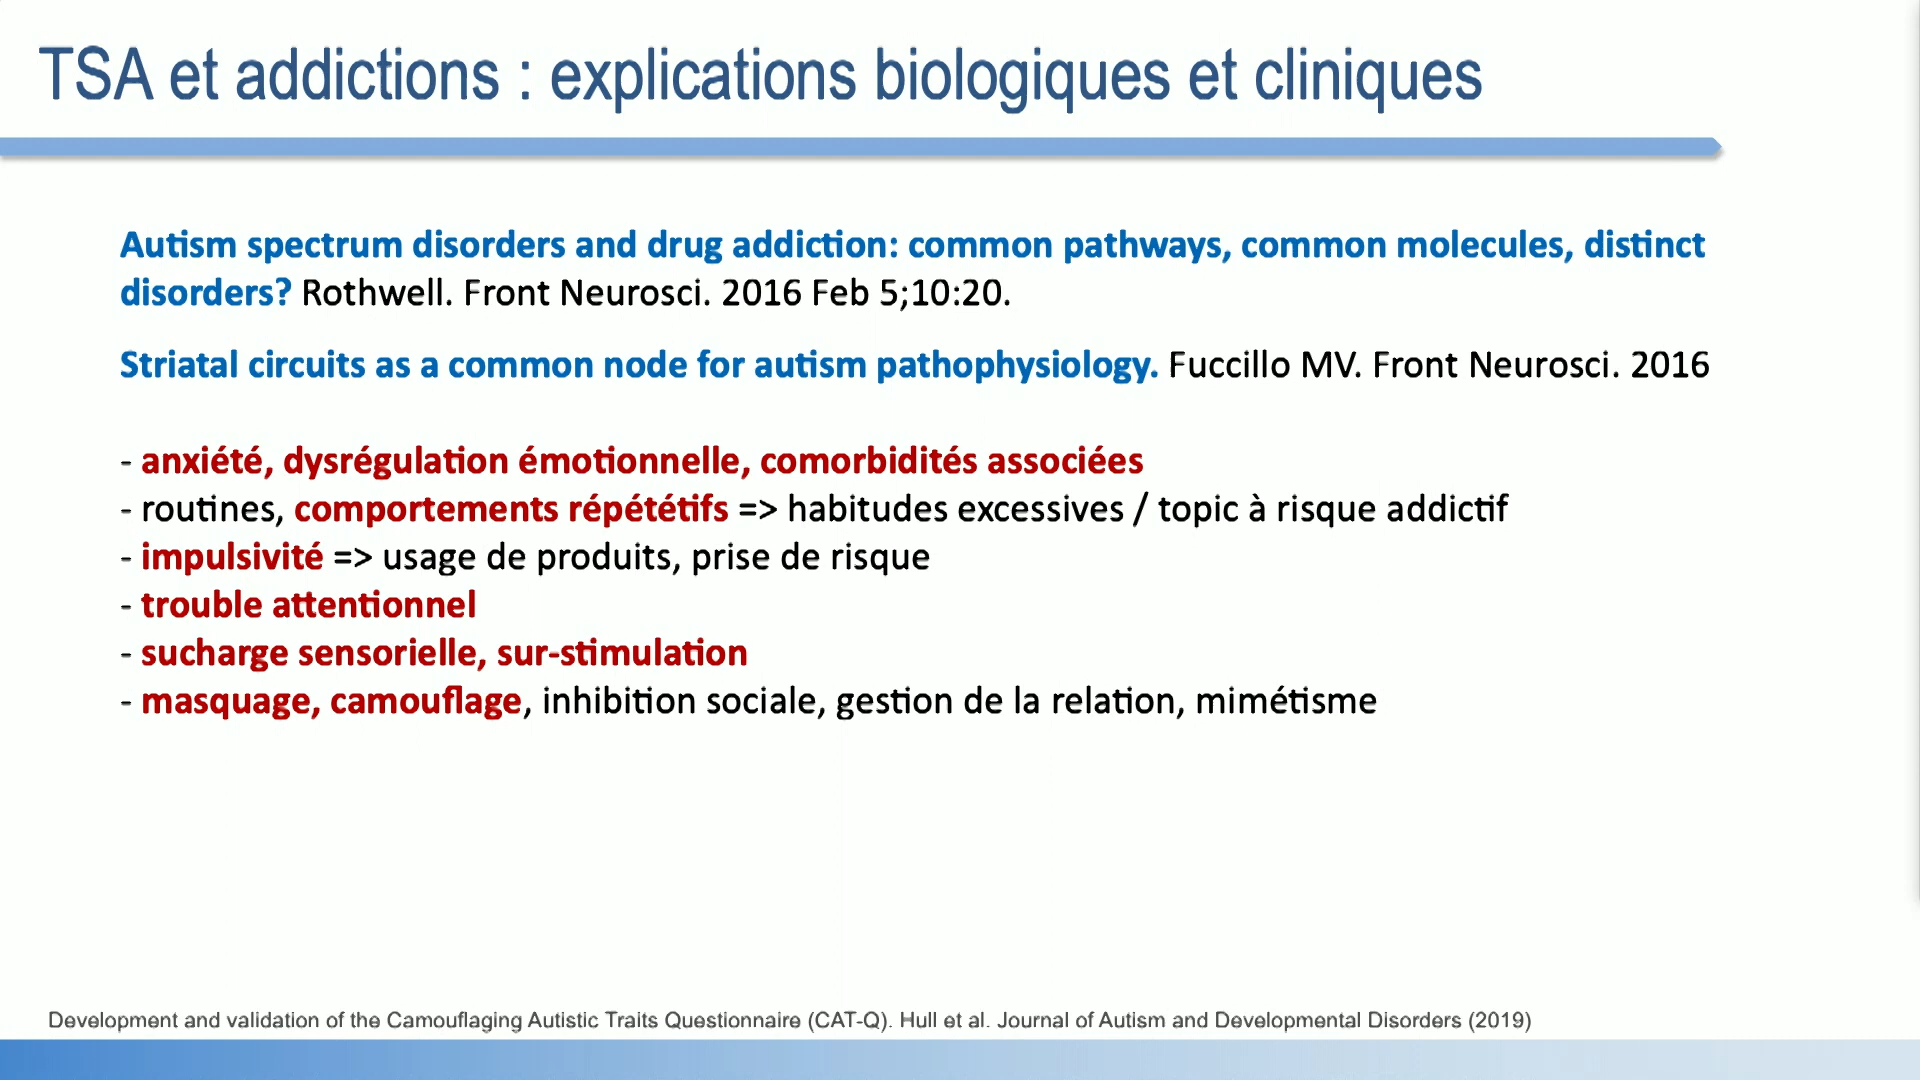 TSA et addictions : explications biologiques et cliniques
Autism spectrum disorders and drug addiction: common pathways, common molecules, distinct
disorders? Rothwell. Front Neurosci. 2016 Feb 5;10:20.
Striatal circuits as a common node for autism pathophysiology. Fuccillo MV. Front Neurosci. 2016
- anxiété, dysrégulation émotionnelle, comorbidités associées
- routines, comportements répététifs => habitudes excessives / topic à risque addictif
- impulsivité => usage de produits, prise de risque
- trouble attentionnel
- sucharge sensorielle, sur-stimulation
- masquage, camouflage, inhibition sociale, gestion de la relation, mimétisme
Development and validation of the Camouflaging Autistic Traits Questionnaire (CAT-Q). Hull et al. Journal of Autism and Developmental Disorders (2019)